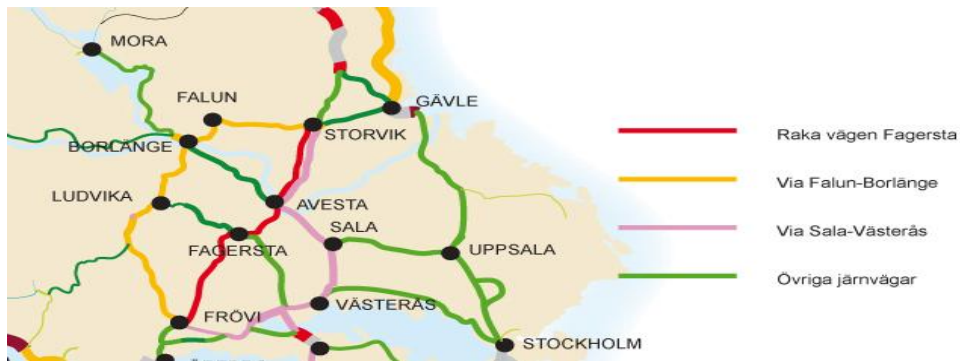 MORA
FALUN
GÄVLE
STORVIK
BORLÄNGE
LUDVIKA
AVESTA
SALA
FAGERSTA
UPPSALA
VÄSTERÅS
FRÖVI
STOCKHOLM
Raka vägen Fagersta
Via Falun-Borlänge
Via Sala-Västerås
Övriga järnvägar